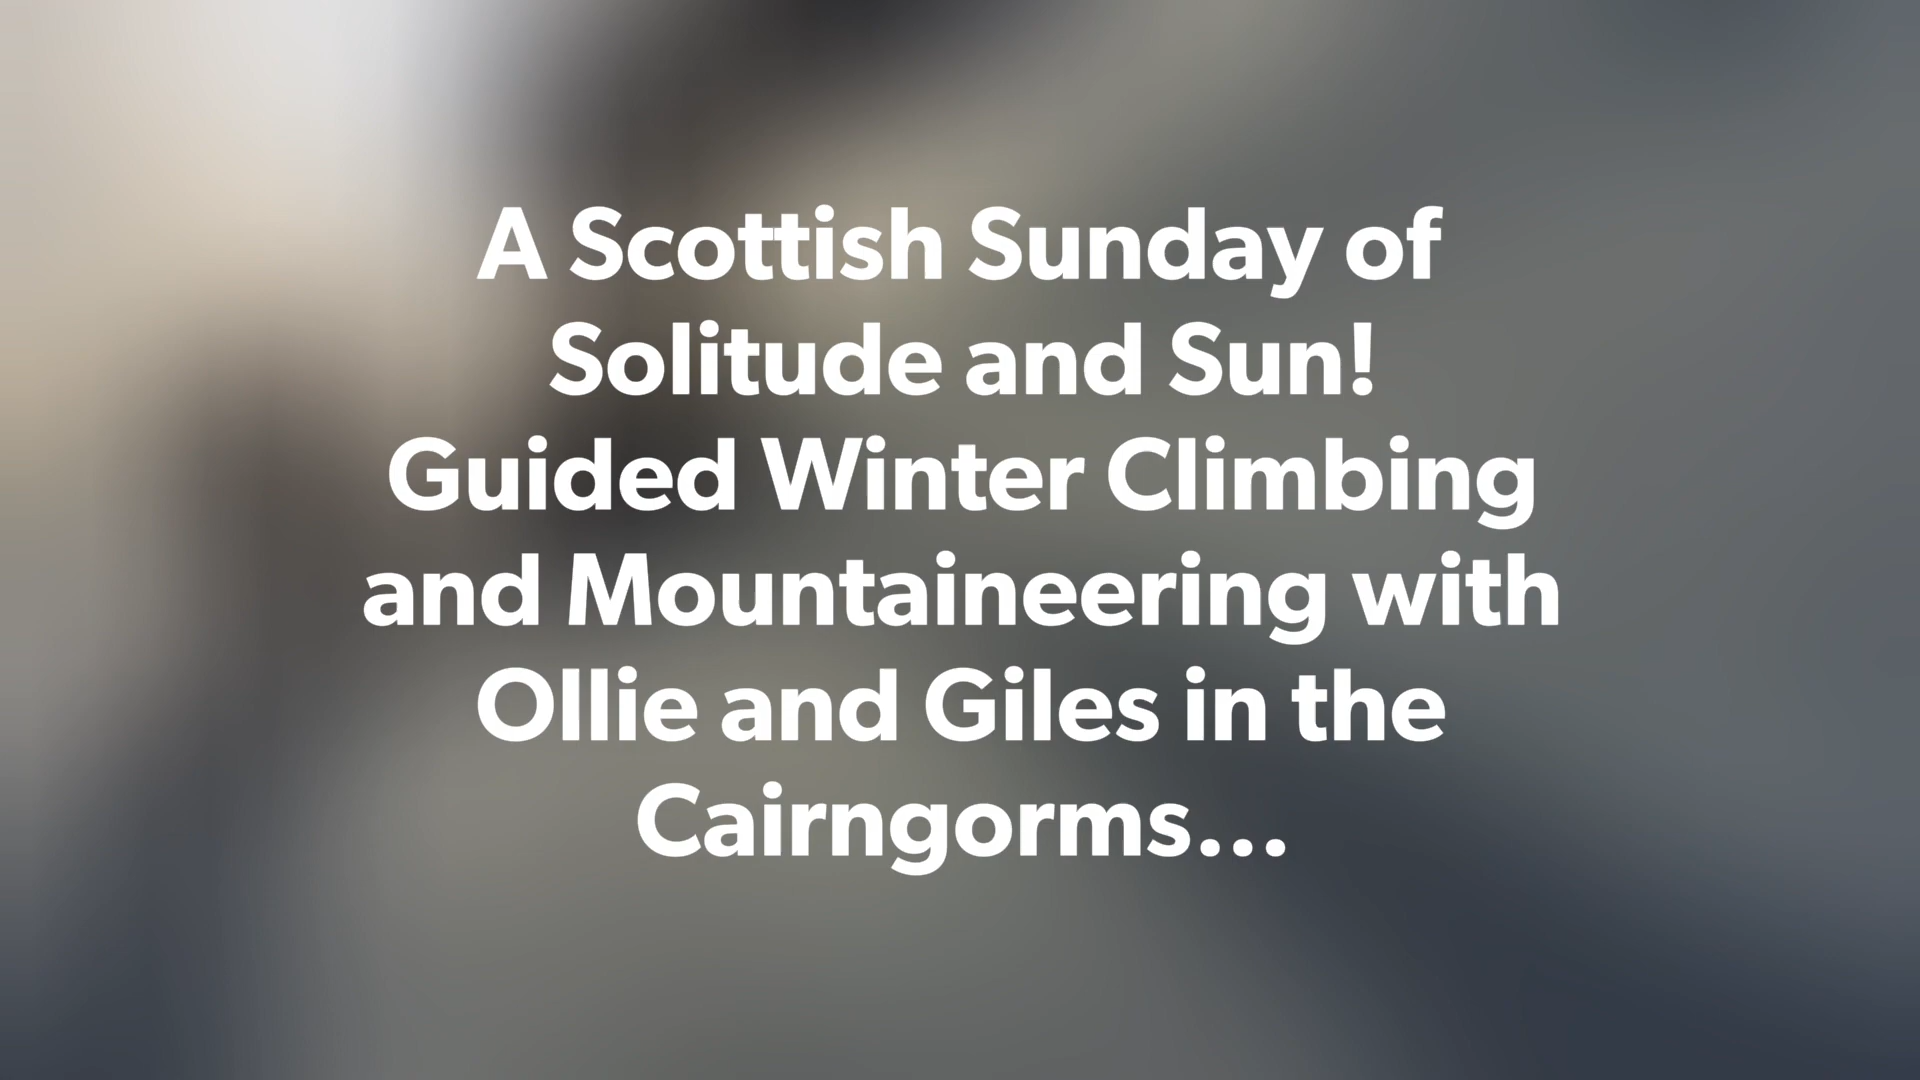 A Scottish Sunday of
Solitude and Sun!
Guided Winter Climbing
and Mountaineering with
Ollie and Giles in the
Cairngorms...